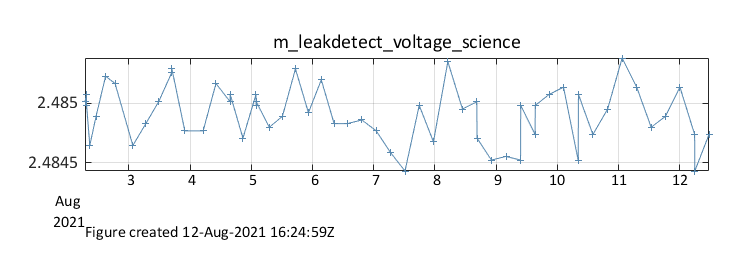 m_leakdetect_voltage_science
2.485
2.4845
3 4 5 6 7 8 9 10 11 12
Aug
2021
Figure created 12-Aug-2021 16:24:59Z